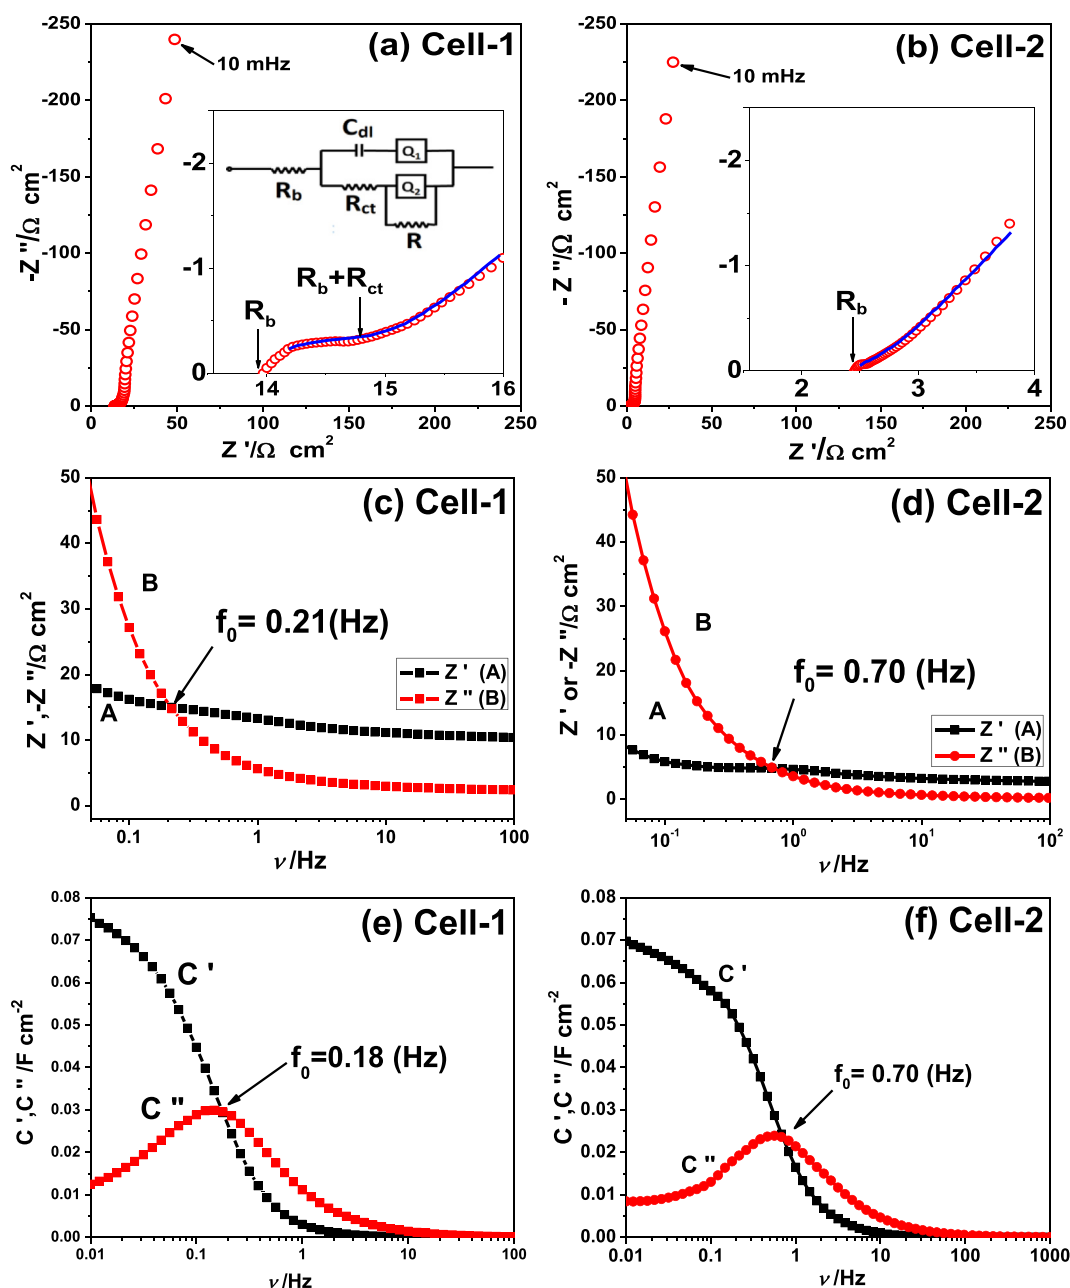 (a) Cell-1
-Z ''/Ω cm²
-250
-200
-150
-100
-50
0
10 mHz
-2
-1
0
C_dl
Q₁
R_b
R_ct
Q₂
R
R_b+R_ct
R_b
14 15 16
0 50 100 150 200 250
Z '/Ω cm²
(b) Cell-2
- Z ''/Ω cm²
-250
-200
-150
-100
-50
0
10 mHz
-2
-1
0
R_b
2 3 4
0 50 100 150 200 250
Z '/Ω cm²
(c) Cell-1
Z ',-Z ''/Ω cm²
50
40
30
20
10
0
B
f₀= 0.21(Hz)
A
Z ' (A)
Z '' (B)
0.1 1 10 100
ν /Hz
(d) Cell-2
Z ' or -Z ''/Ω cm²
50
40
30
20
10
0
B
f₀= 0.70 (Hz)
A
Z ' (A)
Z '' (B)
10⁻¹ 10⁰ 10¹ 10²
ν /Hz
(e) Cell-1
C ',C '' /F cm⁻²
0.08
0.07
0.06
0.05
0.04
0.03
0.02
0.01
0.00
C '
f₀=0.18 (Hz)
C ''
0.01 0.1 1 10 100
ν /Hz
(f) Cell-2
C ',C '' /F cm⁻²
0.08
0.07
0.06
0.05
0.04
0.03
0.02
0.01
0.00
C '
f₀= 0.70 (Hz)
C ''
0.01 0.1 1 10 100 1000
ν /Hz